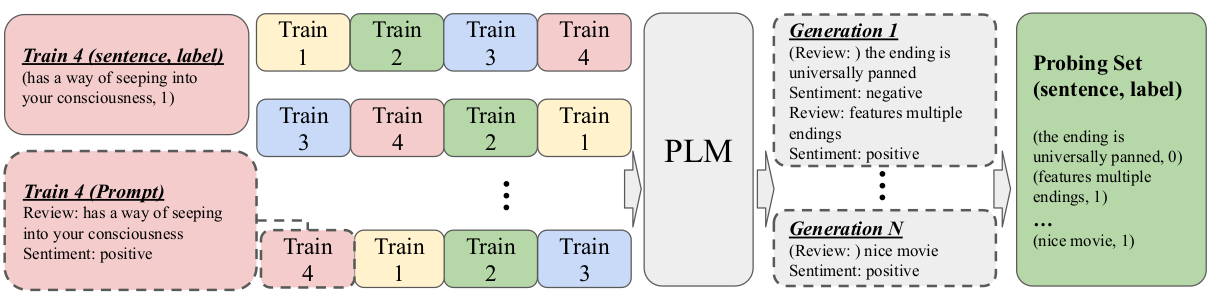 Train 4 (sentence, label)
(has a way of seeping into
your consciousness, 1)
Train 4 (Prompt)
Review: has a way of seeping
into your consciousness
Sentiment: positive
Train
1
Train
2
Train
3
Train
4
Train
3
Train
4
Train
2
Train
1
Train
4
Train
1
Train
2
Train
3
PLM
Generation 1
(Review: ) the ending is
universally panned
Sentiment: negative
Review: features multiple
endings
Sentiment: positive
Generation N
(Review: ) nice movie
Sentiment: positive
Probing Set
(sentence, label)
(the ending is
universally panned, 0)
(features multiple
endings, 1)
...
(nice movie, 1)